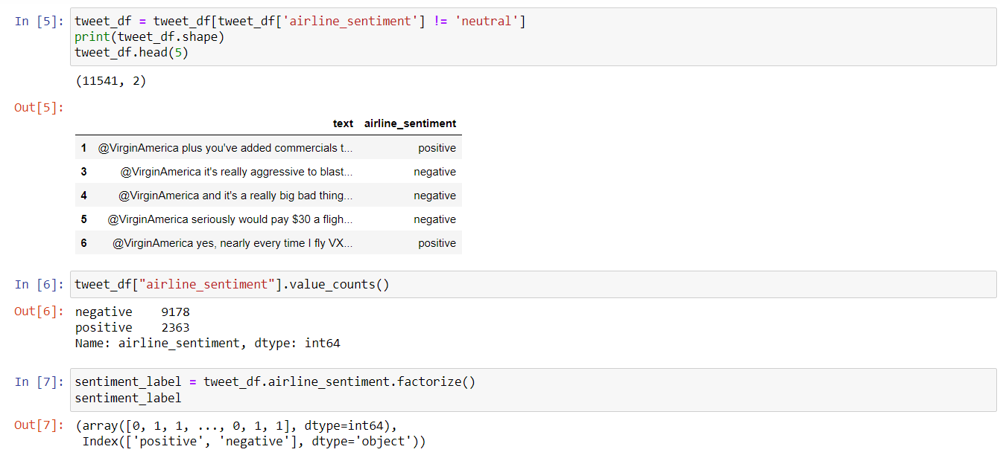 In [5]: tweet_df = tweet_df[tweet_df['airline_sentiment'] != 'neutral']
print(tweet_df.shape)
tweet_df.head(5)
(11541, 2)
Out[5]:
text airline_sentiment
1 @VirginAmerica plus you've added commercials t... positive
3 @VirginAmerica it's really aggressive to blast... negative
4 @VirginAmerica and it's a really big bad thing... negative
5 @VirginAmerica seriously would pay $30 a fligh... negative
6 @VirginAmerica yes, nearly every time I fly VX... positive
In [6]: tweet_df["airline_sentiment"].value_counts()
Out[6]: negative    9178
positive    2363
Name: airline_sentiment, dtype: int64
In [7]: sentiment_label = tweet_df.airline_sentiment.factorize()
sentiment_label
Out[7]: (array([0, 1, 1, ..., 0, 1, 1], dtype=int64),
Index(['positive', 'negative'], dtype='object'))